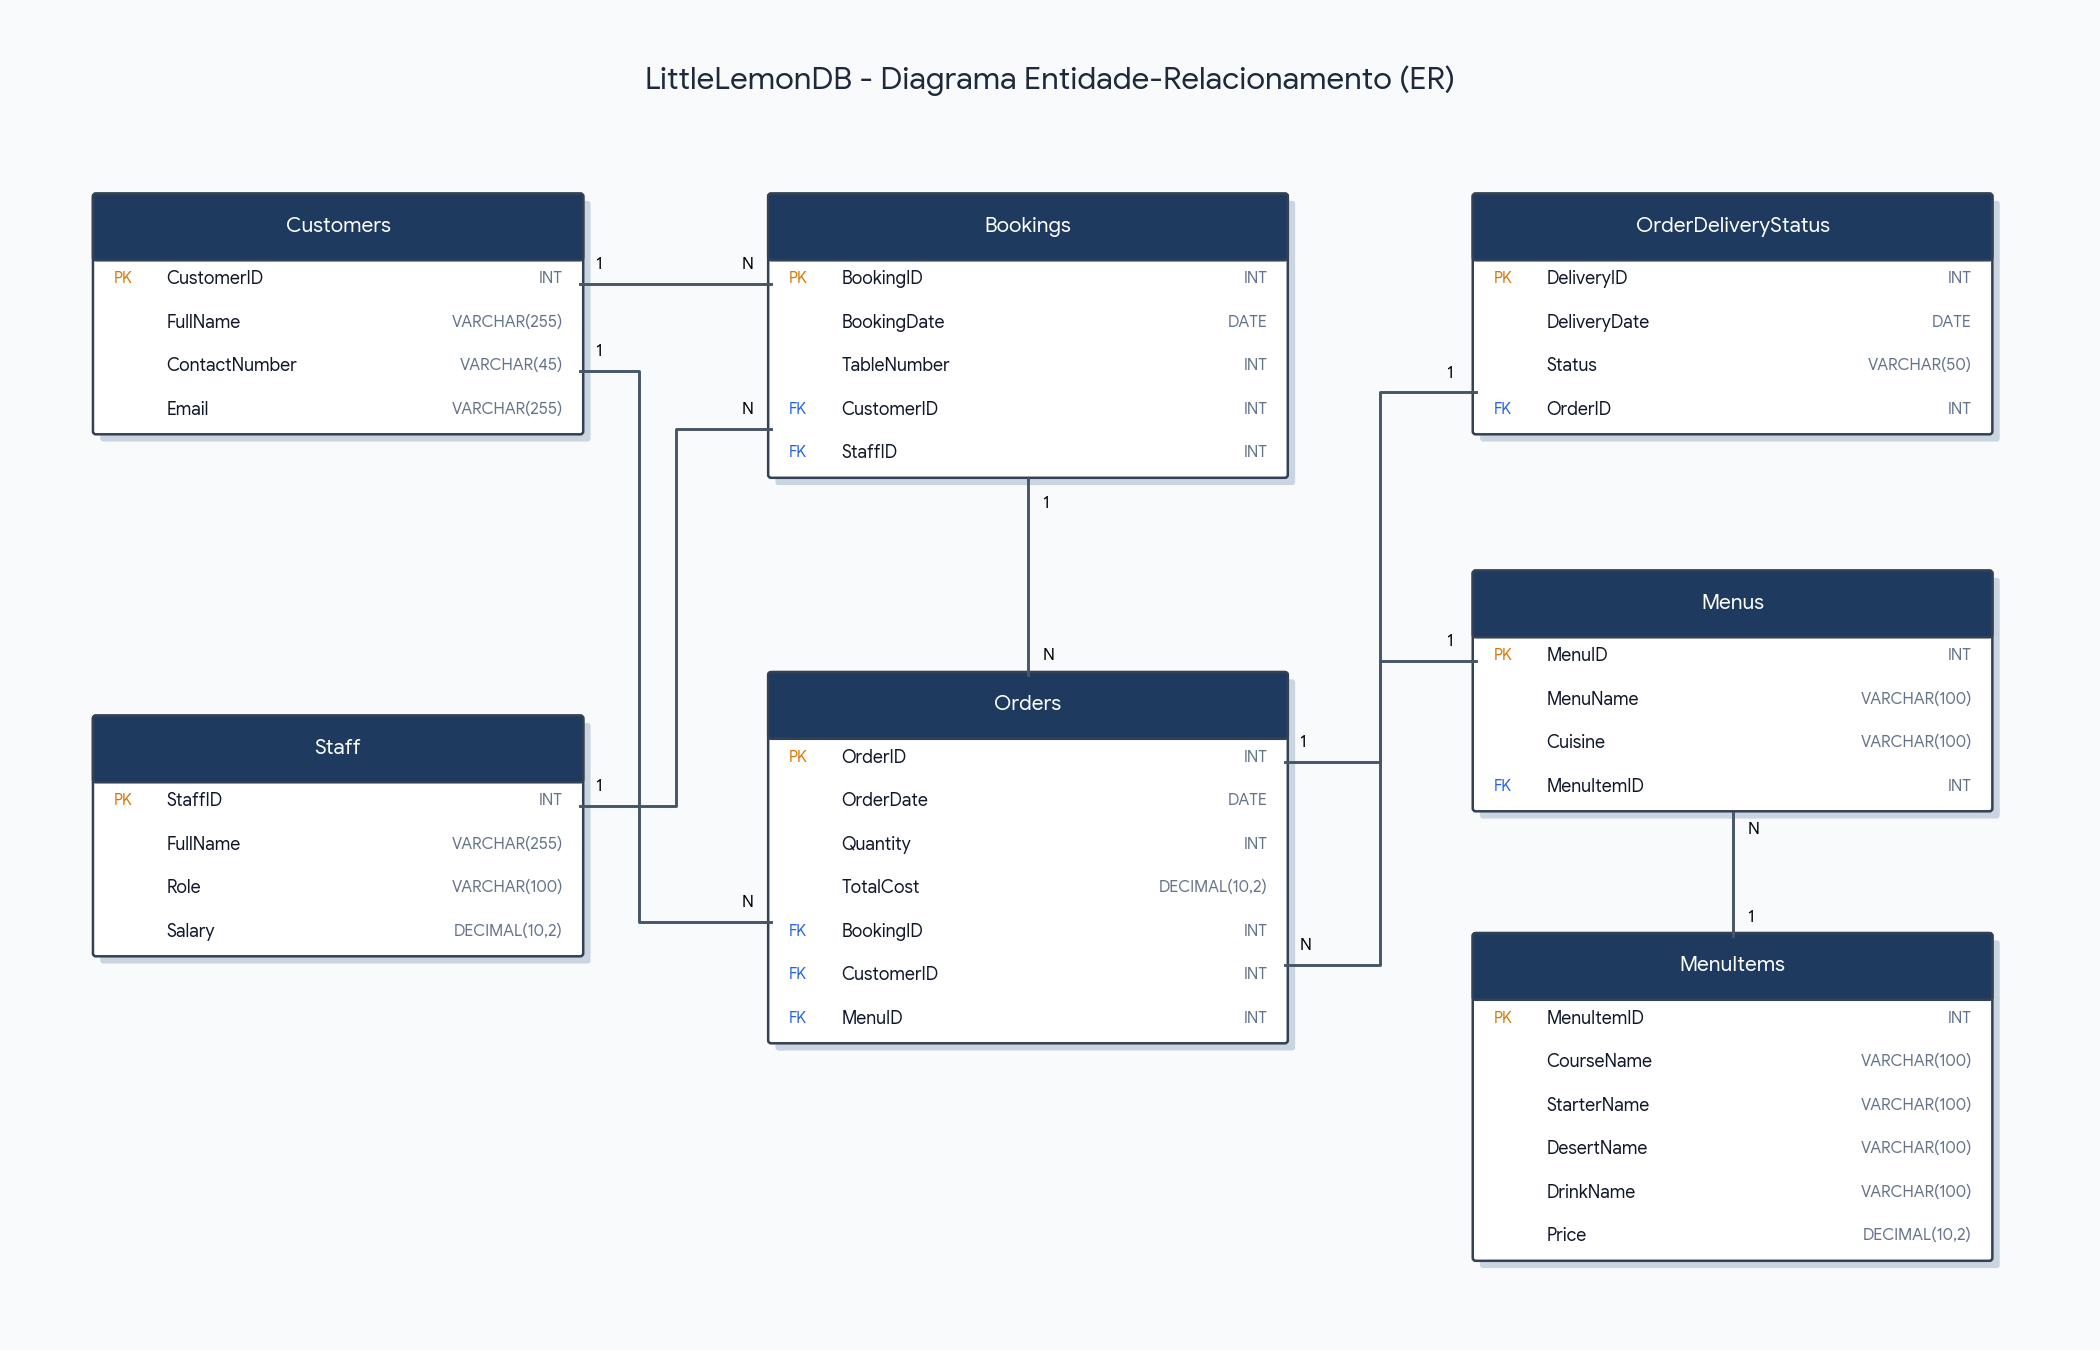 LittleLemonDB - Diagrama Entidade-Relacionamento (ER)
Customers
PK CustomerID INT
FullName VARCHAR(255)
ContactNumber VARCHAR(45)
Email VARCHAR(255)
1
1
N
N
Bookings
PK BookingID INT
BookingDate DATE
TableNumber INT
FK CustomerID INT
FK StaffID INT
1
N
OrderDeliveryStatus
PK DeliveryID INT
DeliveryDate DATE
Status VARCHAR(50)
FK OrderID INT
1
Staff
PK StaffID INT
FullName VARCHAR(255)
Role VARCHAR(100)
Salary DECIMAL(10,2)
1
N
Orders
PK OrderID INT
OrderDate DATE
Quantity INT
TotalCost DECIMAL(10,2)
FK BookingID INT
FK CustomerID INT
FK MenuID INT
1
N
1
Menus
PK MenuID INT
MenuName VARCHAR(100)
Cuisine VARCHAR(100)
FK MenuItemID INT
N
1
MenuItems
PK MenuItemID INT
CourseName VARCHAR(100)
StarterName VARCHAR(100)
DesertName VARCHAR(100)
DrinkName VARCHAR(100)
Price DECIMAL(10,2)